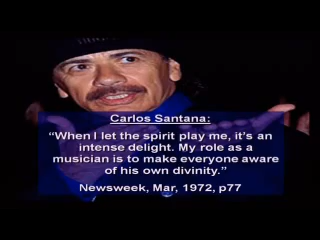 Carlos Santana:
“When I let the spirit play me, it’s an
intense delight. My role as a
musician is to make everyone aware
of his own divinity.”
Newsweek, Mar, 1972, p77